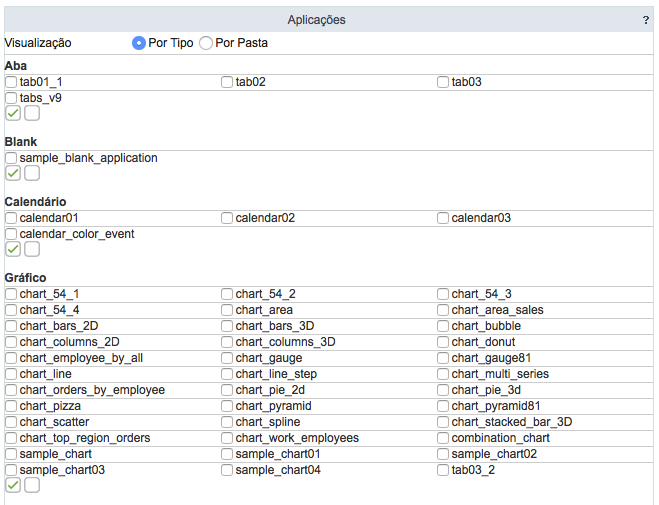 Aplicações ?
Visualização Por Tipo Por Pasta
Aba
tab01_1 tab02 tab03
tabs_v9
Blank
sample_blank_application
Calendário
calendar01 calendar02 calendar03
calendar_color_event
Gráfico
chart_54_1 chart_54_2 chart_54_3
chart_54_4 chart_area chart_area_sales
chart_bars_2D chart_bars_3D chart_bubble
chart_columns_2D chart_columns_3D chart_donut
chart_employee_by_all chart_gauge chart_gauge81
chart_line chart_line_step chart_multi_series
chart_orders_by_employee chart_pie_2d chart_pie_3d
chart_pizza chart_pyramid chart_pyramid81
chart_scatter chart_spline chart_stacked_bar_3D
chart_top_region_orders chart_work_employees combination_chart
sample_chart sample_chart01 sample_chart02
sample_chart03 sample_chart04 tab03_2